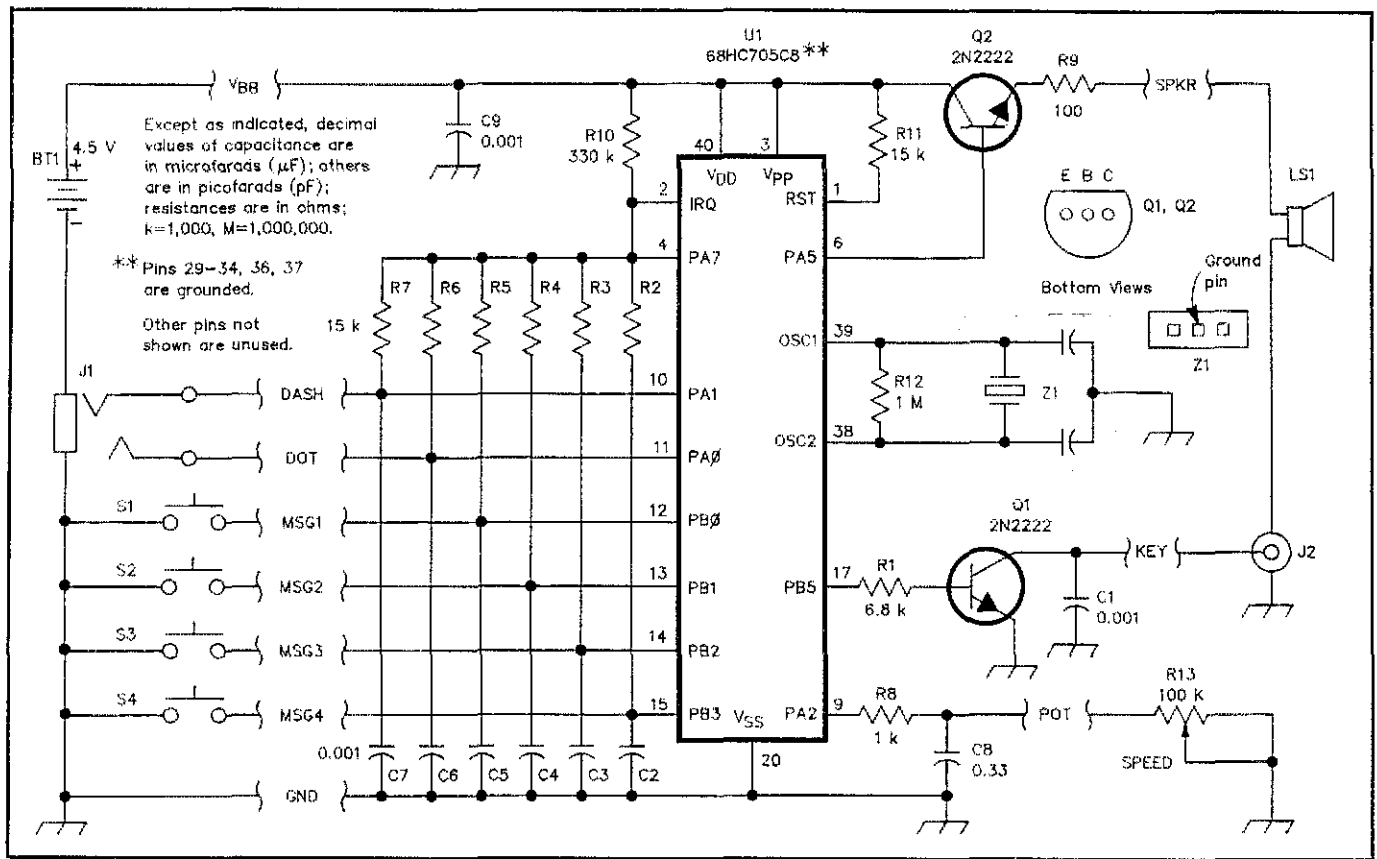 U1
68HC705C8**
Q2
2N2222
R9
100
SPKR
VBB
BT1
4.5 V
+
−
Except as indicated, decimal
values of capacitance are
in microfarads (µF); others
are in picofarads (pF);
resistances are in ohms;
k=1,000, M=1,000,000.
** Pins 29–34, 36, 37
are grounded.
Other pins not
shown are unused.
C9
0.001
R10
330 k
R11
15 k
40
3
VDD
VPP
2
IRQ
RST
1
4
PA7
PA5
6
E B C
Q1, Q2
LS1
Ground
pin
Bottom Views
Z1
R7
R6
R5
R4
R3
R2
15 k
OSC1
39
R12
1 M
Z1
OSC2
38
J1
DASH
10
PA1
DOT
11
PAØ
S1
MSG1
12
PBØ
S2
MSG2
13
PB1
S3
MSG3
14
PB2
S4
MSG4
15
PB3
Q1
2N2222
PB5
17
R1
6.8 k
KEY
J2
C1
0.001
VSS
20
PA2
9
R8
1 k
POT
R13
100 k
SPEED
C8
0.33
0.001
C7
C6
C5
C4
C3
C2
GND